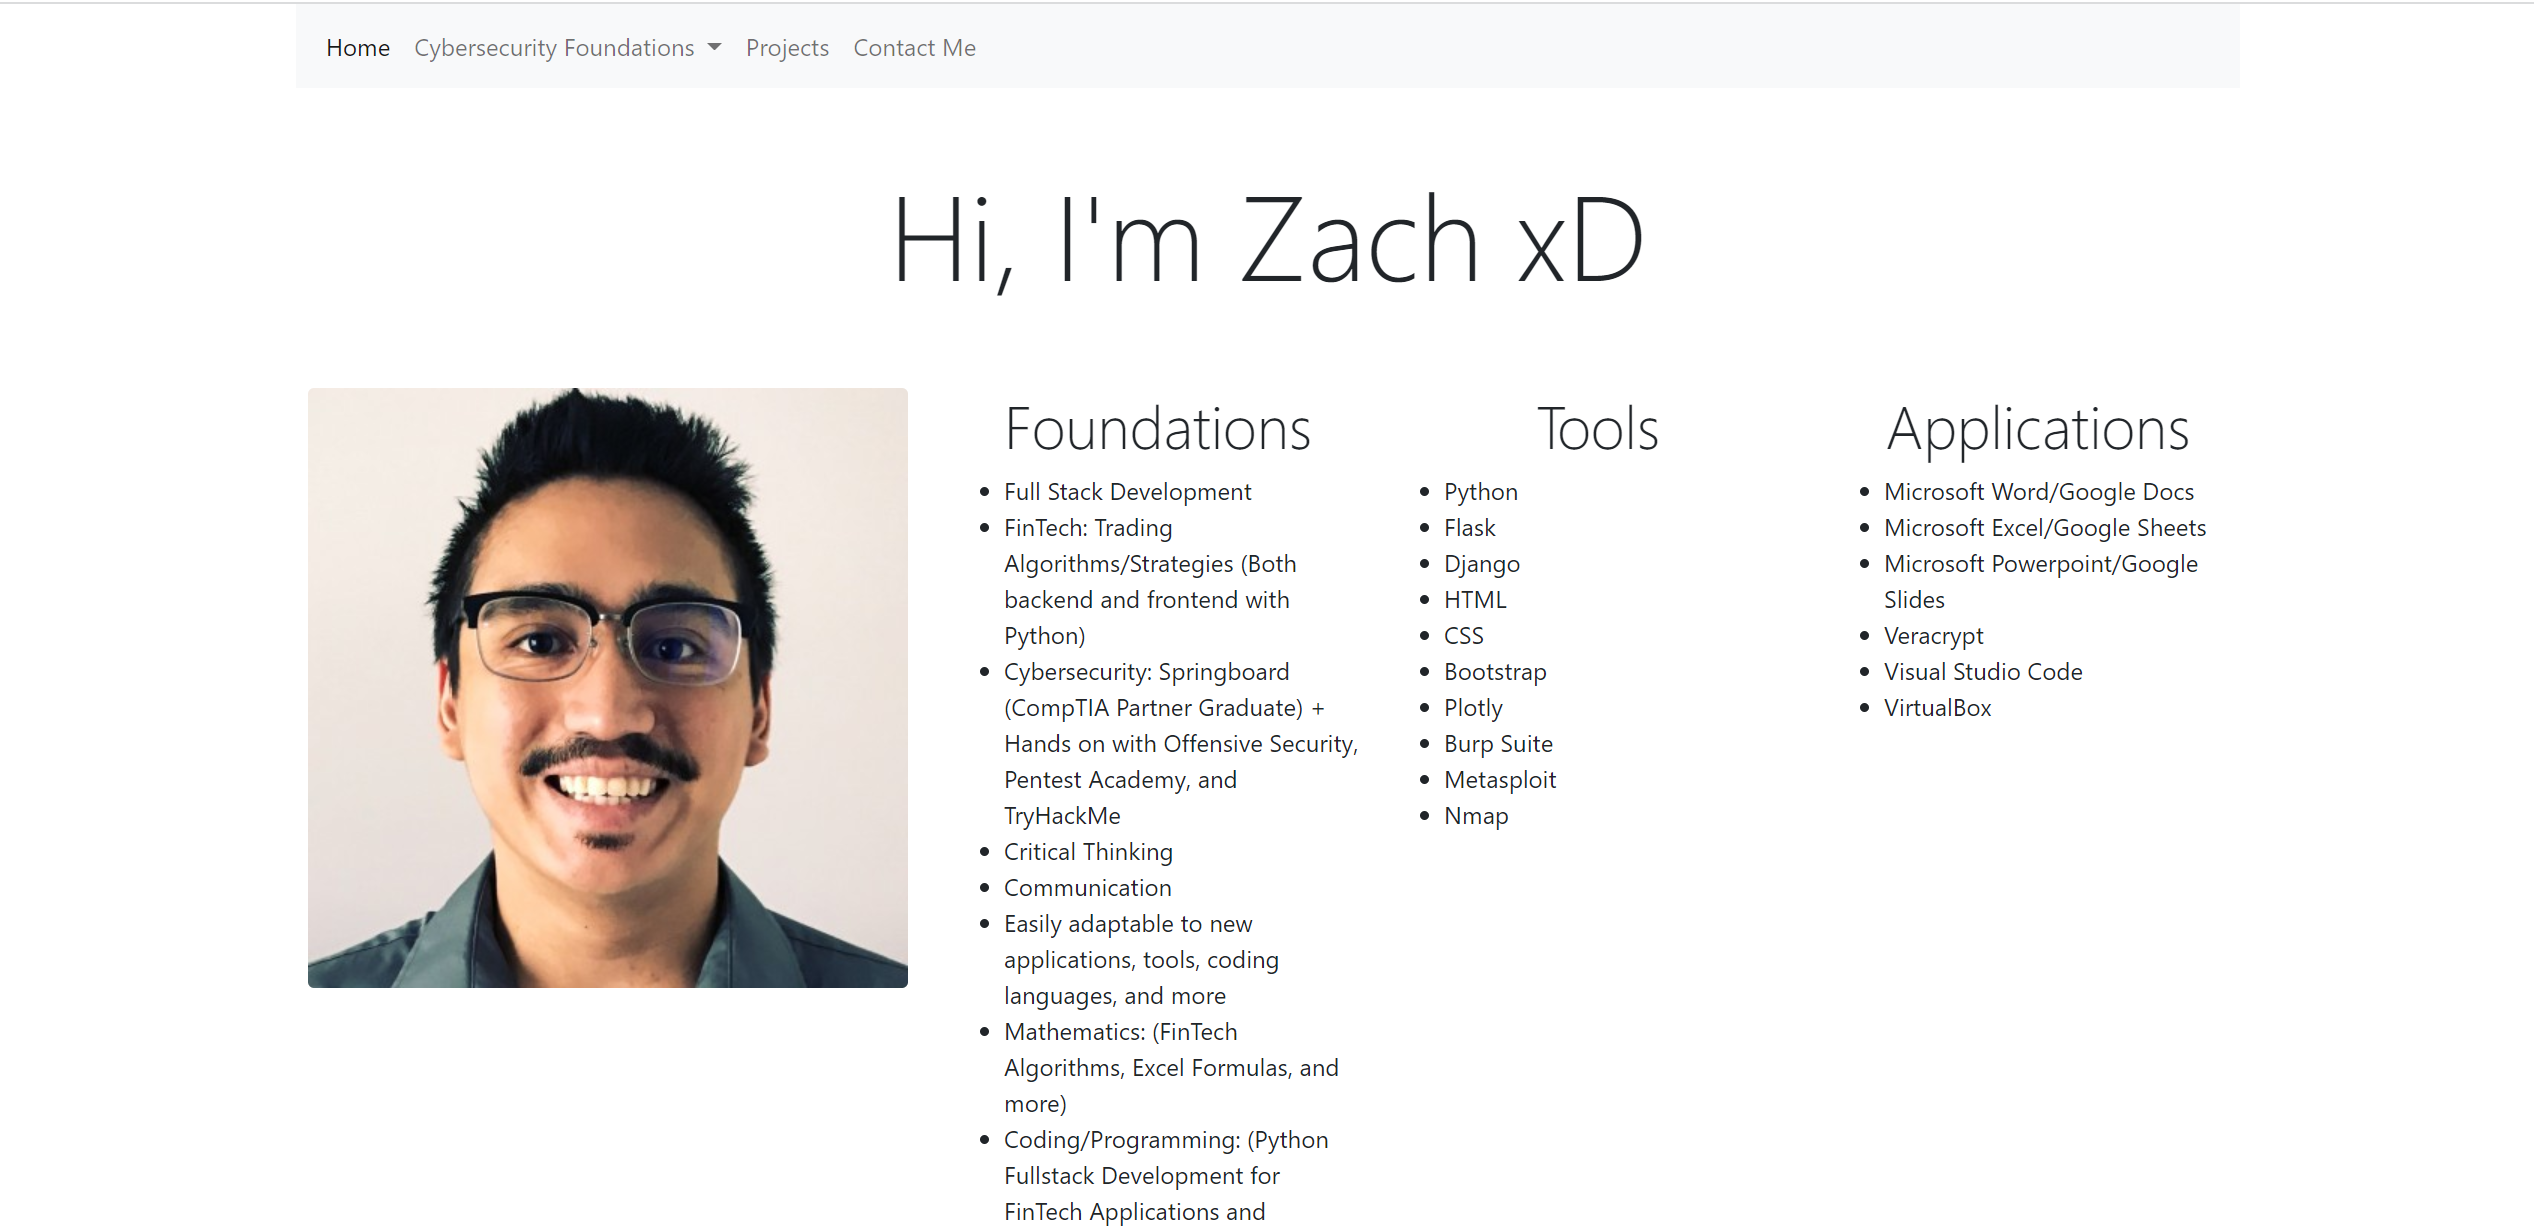 Home Cybersecurity Foundations Projects Contact Me
Hi, I'm Zach xD
Foundations
Full Stack Development
FinTech: Trading
Algorithms/Strategies (Both
backend and frontend with
Python)
Cybersecurity: Springboard
(CompTIA Partner Graduate) +
Hands on with Offensive Security,
Pentest Academy, and
TryHackMe
Critical Thinking
Communication
Easily adaptable to new
applications, tools, coding
languages, and more
Mathematics: (FinTech
Algorithms, Excel Formulas, and
more)
Coding/Programming: (Python
Fullstack Development for
FinTech Applications and
Tools
Python
Flask
Django
HTML
CSS
Bootstrap
Plotly
Burp Suite
Metasploit
Nmap
Applications
Microsoft Word/Google Docs
Microsoft Excel/Google Sheets
Microsoft Powerpoint/Google
Slides
Veracrypt
Visual Studio Code
VirtualBox